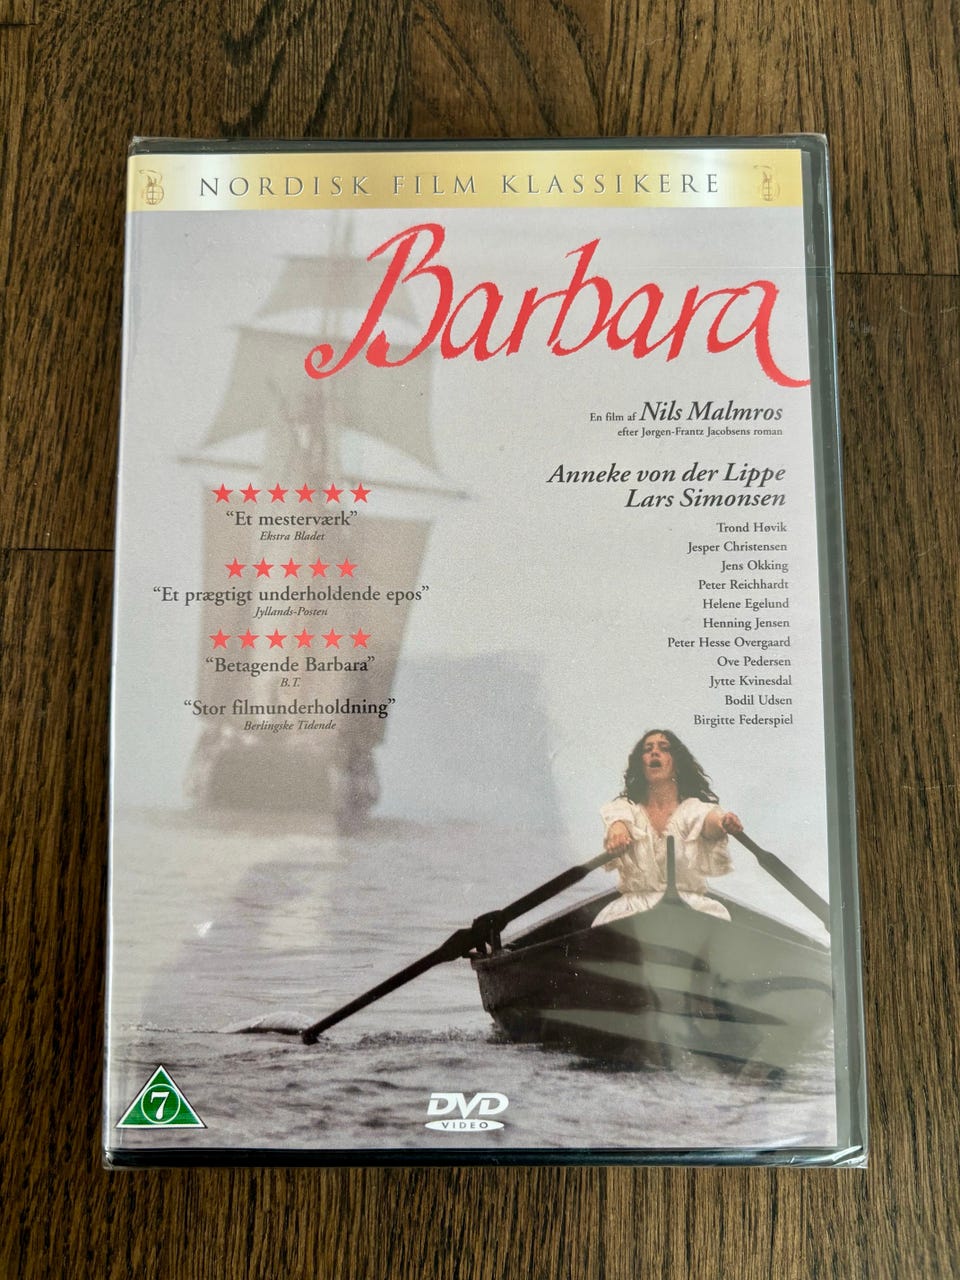 NORDISK FILM KLASSIKERE
Barbara
En film af Nils Malmros
efter Jørgen-Frantz Jacobsens roman
Anneke von der Lippe
Lars Simonsen
Trond Høvik
Jesper Christensen
Jens Okking
Peter Reichhardt
Helene Egelund
Henning Jensen
Peter Hesse Overgaard
Ove Pedersen
Jytte Kvinesdal
Bodil Udsen
Birgitte Federspiel
“Et mesterværk”
Ekstra Bladet
“Et prægtigt underholdende epos”
Jyllands-Posten
“Betagende Barbara”
B.T.
“Stor filmunderholdning”
Berlingske Tidende
7
DVD
VIDEO